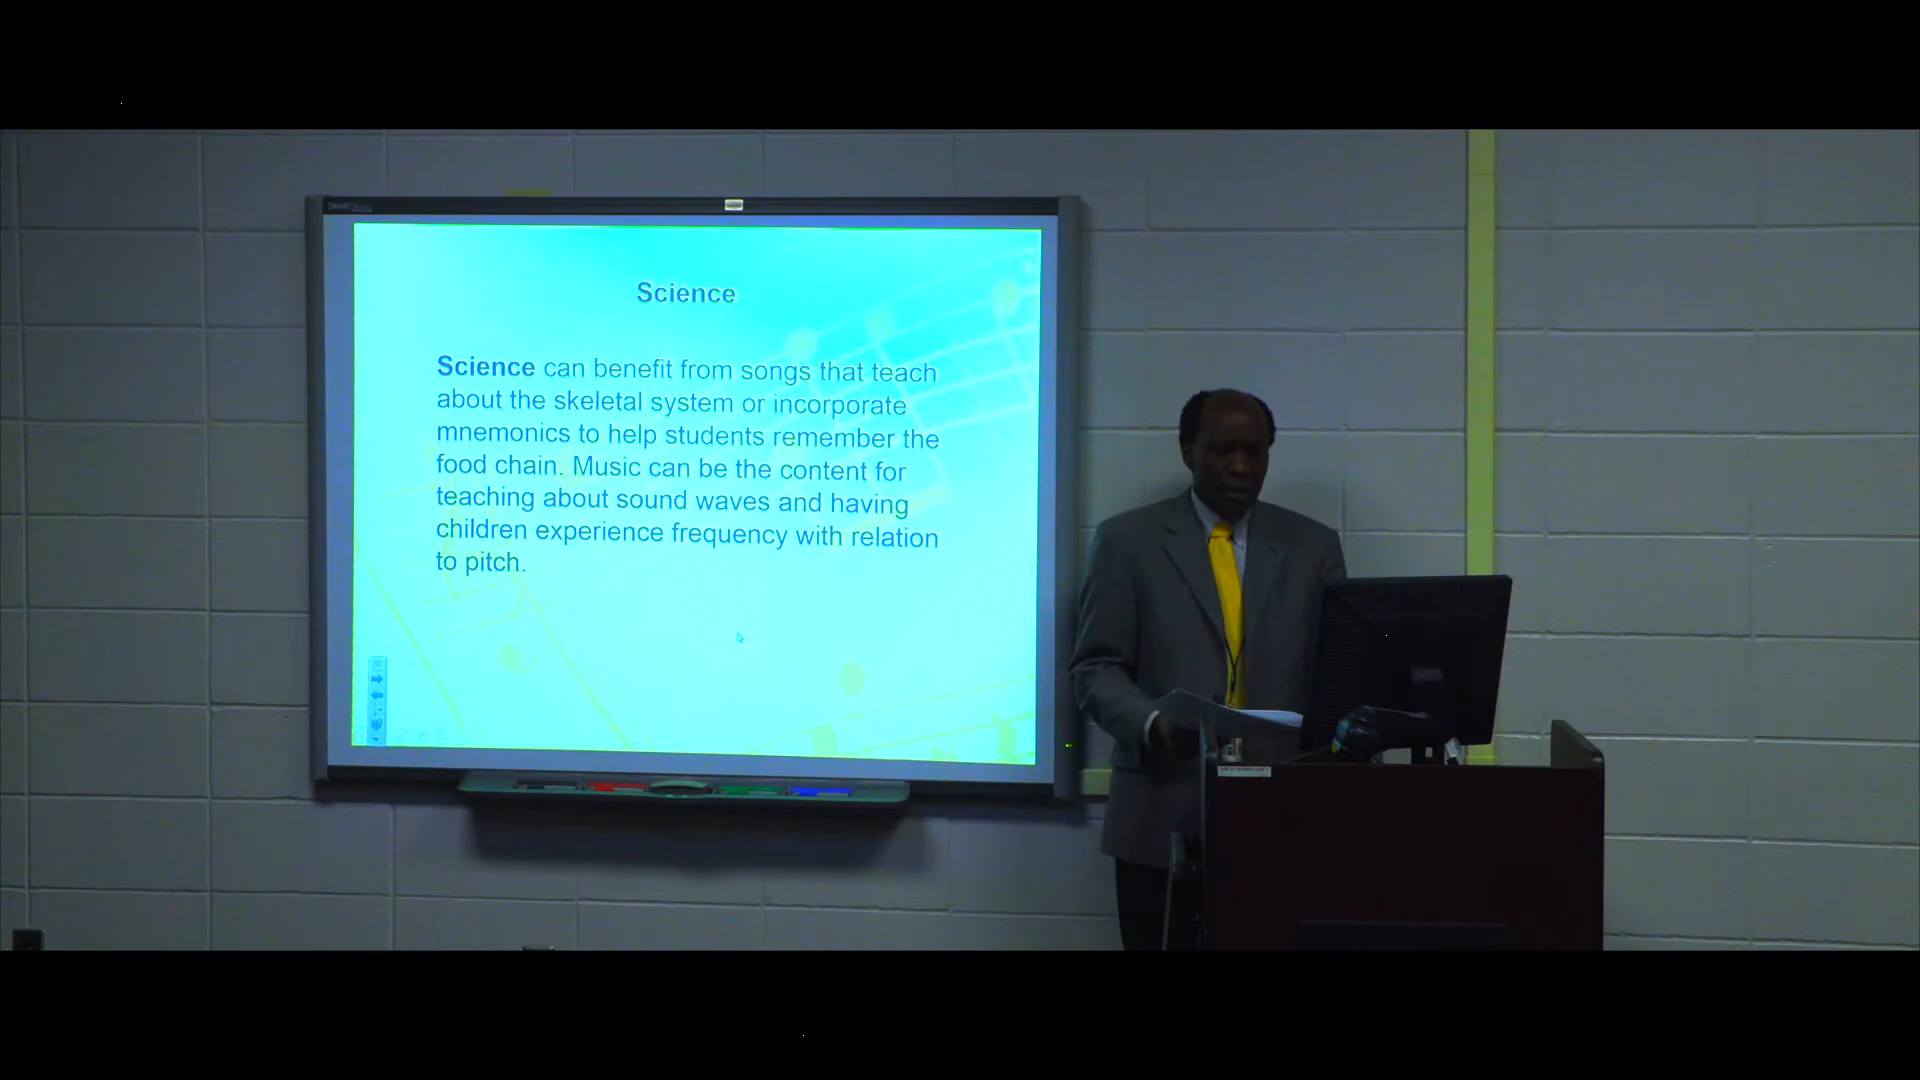 SMART
Science
Science can benefit from songs that teach
about the skeletal system or incorporate
mnemonics to help students remember the
food chain. Music can be the content for
teaching about sound waves and having
children experience frequency with relation
to pitch.